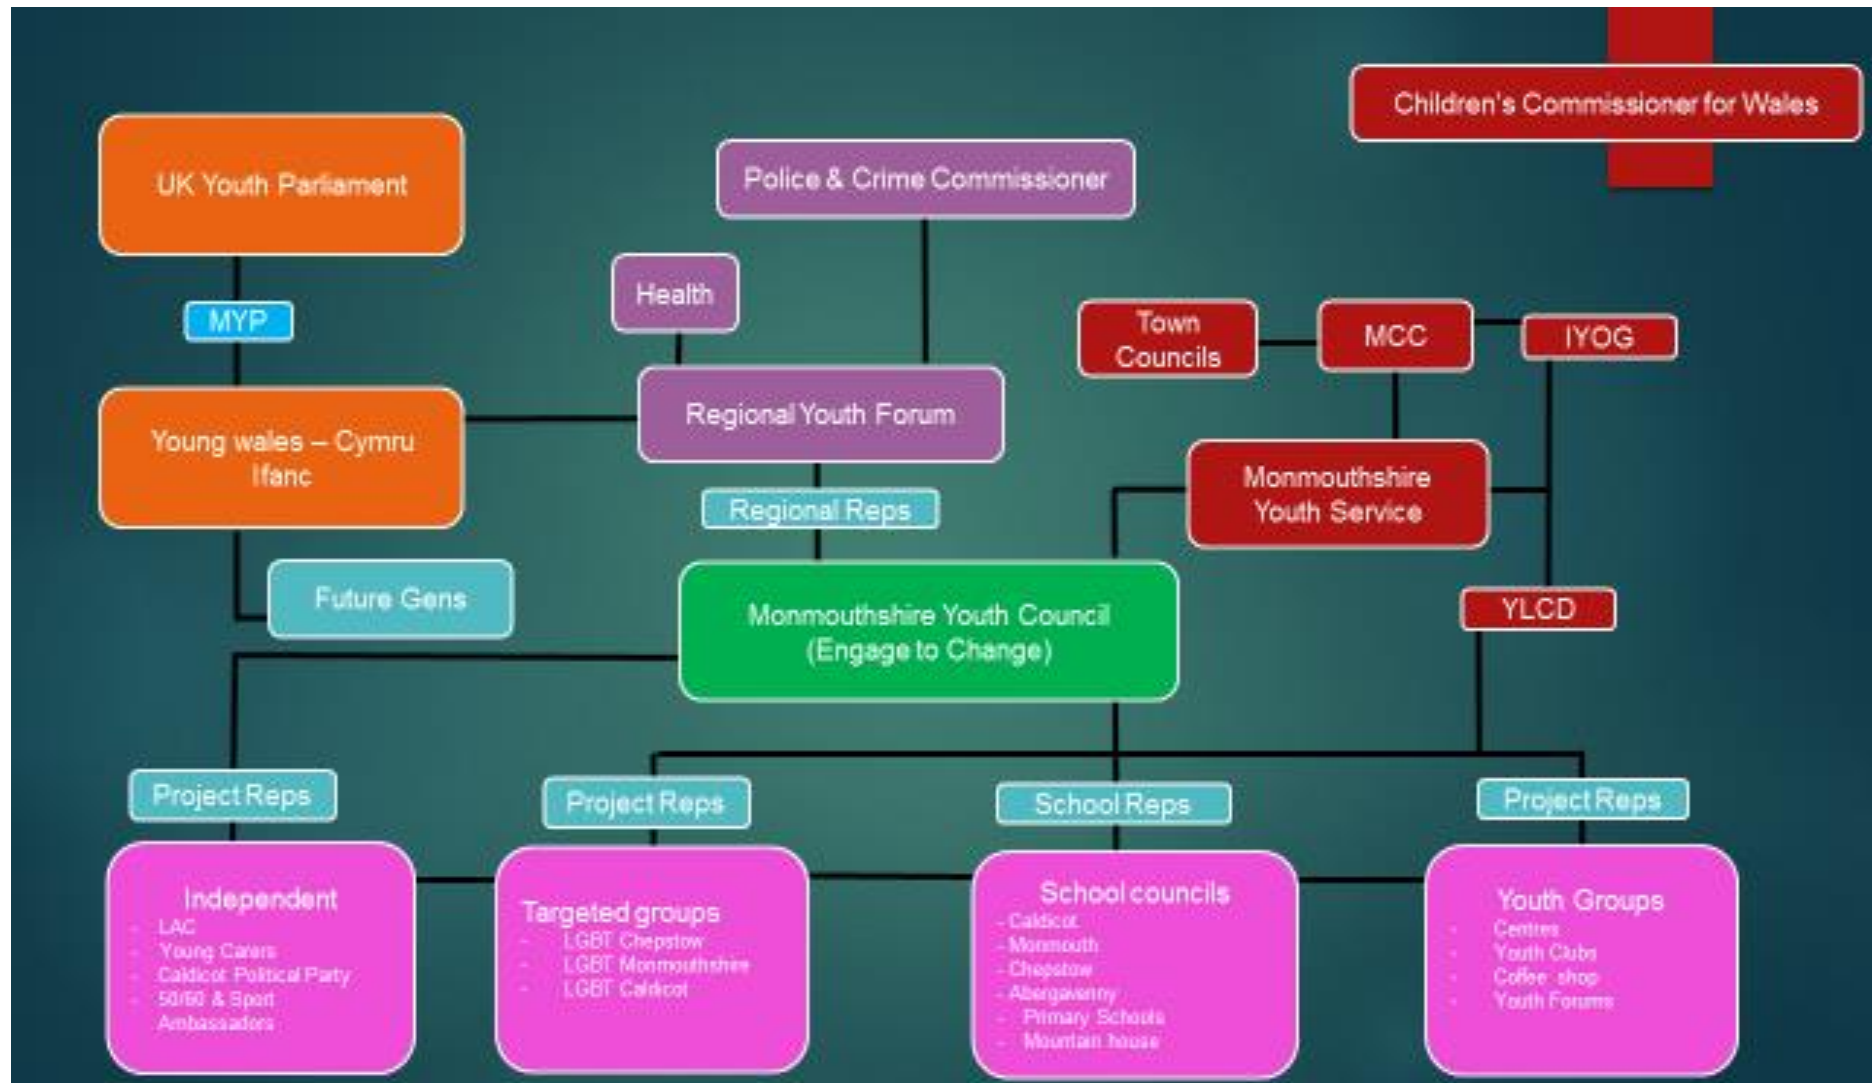 Children's Commissioner for Wales
UK Youth Parliament
Police & Crime Commissioner
Health
MYP
Town
Councils
MCC
IYOG
Young wales – Cymru
Ifanc
Regional Youth Forum
Monmouthshire
Youth Service
Regional Reps
Future Gens
Monmouthshire Youth Council
(Engage to Change)
YLCD
Project Reps
Project Reps
School Reps
Project Reps
Independent
- LAC
- Young Carers
- Caldicot Political Party
- 50/50 & Sport
Ambassadors
Targeted groups
- LGBT Chepstow
- LGBT Monmouthshire
- LGBT Caldicot
School councils
- Caldicot
- Monmouth
- Chepstow
- Abergavenny
- Primary Schools
- Mountain house
Youth Groups
- Centres
- Youth Clubs
- Coffee shop
- Youth Forums